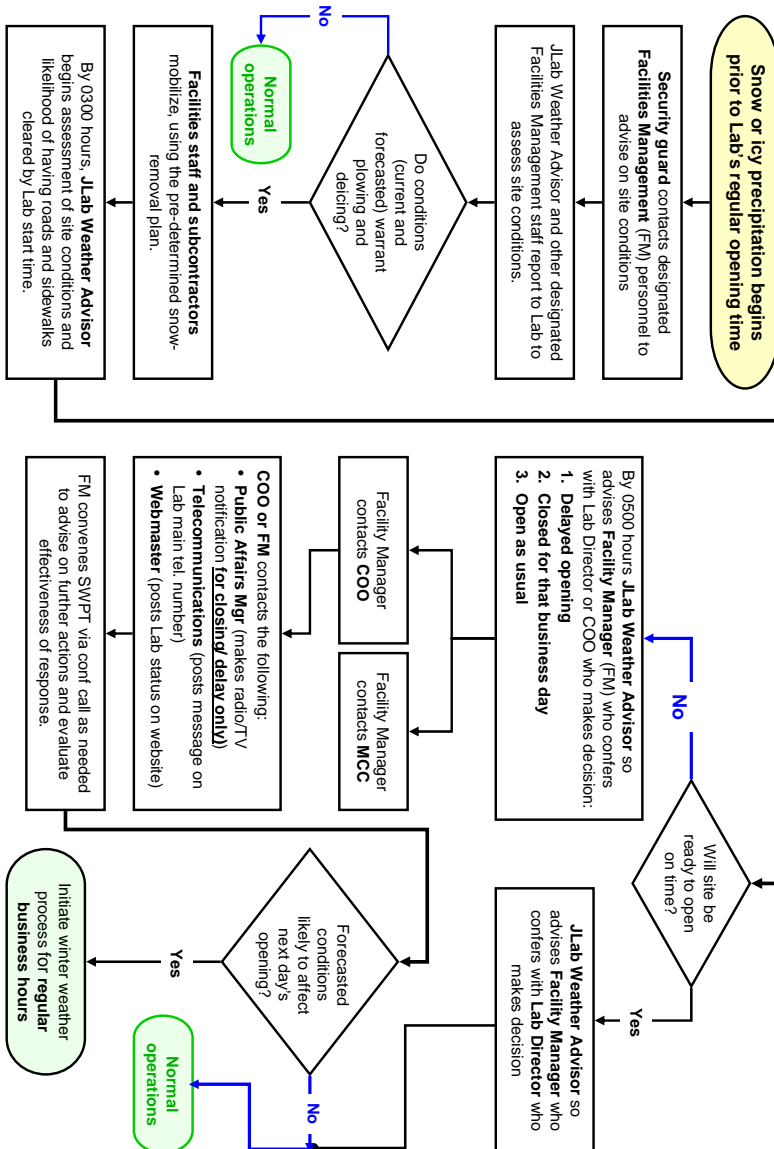 Snow or icy precipitation begins
prior to Lab's regular opening time
Security guard contacts designated
Facilities Management (FM) personnel to
advise on site conditions
JLab Weather Advisor and other designated
Facilities Management staff report to Lab to
assess site conditions.
Do conditions
(current and
forecasted) warrant
plowing and
deicing?
No
Normal
operations
Yes
Facilities staff and subcontractors
mobilize, using the pre-determined snow-
removal plan.
By 0300 hours, JLab Weather Advisor
begins assessment of site conditions and
likelihood of having roads and sidewalks
cleared by Lab start time.
Will site be
ready to open
on time?
No
Yes
By 0500 hours JLab Weather Advisor so
advises Facility Manager (FM) who confers
with Lab Director or COO who makes decision:
1. Delayed opening
2. Closed for that business day
3. Open as usual
Facility Manager
contacts COO
Facility Manager
contacts MCC
COO or FM contacts the following:
• Public Affairs Mgr (makes radio/TV
notification for closing/ delay only))
• Telecommunications (posts message on
Lab main tel. number)
• Webmaster (posts Lab status on website)
FM convenes SWPT via conf call as needed
to advise on further actions and evaluate
effectiveness of response.
JLab Weather Advisor so
advises Facility Manager who
confers with Lab Director who
makes decision
Forecasted
conditions
likely to affect
next day's
opening?
No
Normal
operations
Yes
Initiate winter weather
process for regular
business hours